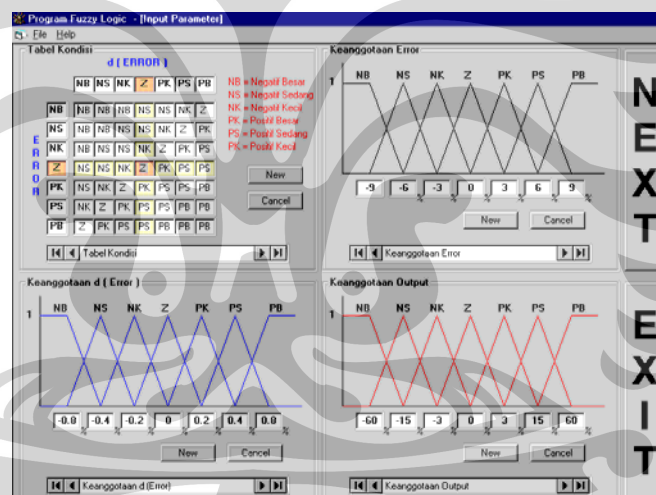 Program Fuzzy Logic - [Input Parameter]
File Help
Tabel Kondisi
d ( ERROR )
NB NS NK Z PK PS PB
ERROR
NB NB NB NB NS NS NK Z
NS NB NB NS NS NK Z PK
NK NB NS NS NK Z PK PS
Z NS NS NK Z PK PS PS
PK NS NK Z PK PS PS PB
PS NK Z PK PS PS PB PB
PB Z PK PS PS PB PB PB
NB = Negatif Besar
NS = Negatif Sedang
NK = Negatif Kecil
PK = Positif Besar
PS = Positif Sedang
PK = Positif Kecil
New
Cancel
Tabel Kondisi
Keanggotaan Error
1 NB NS NK Z PK PS PB
-9 -6 -3 0 3 6 9
New Cancel
Keanggotaan Error
NEXT
Keanggotaan d ( Error )
1 NB NS NK Z PK PS PB
-0.8 -0.4 -0.2 0 0.2 0.4 0.8
New Cancel
Keanggotaan d (Error)
Keanggotaan Output
1 NB NS NK Z PK PS PB
-60 -15 -3 0 3 15 60
New Cancel
Keanggotaan Output
EXIT